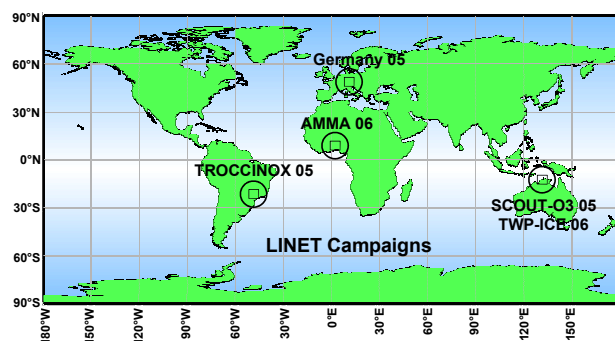 90°N
60°N
30°N
0°N
30°S
60°S
90°S
Germany 05
AMMA 06
TROCCINOX 05
SCOUT-O3 05
TWP-ICE 06
LINET Campaigns
180°W
150°W
120°W
90°W
60°W
30°W
0°E
30°E
60°E
90°E
120°E
150°E